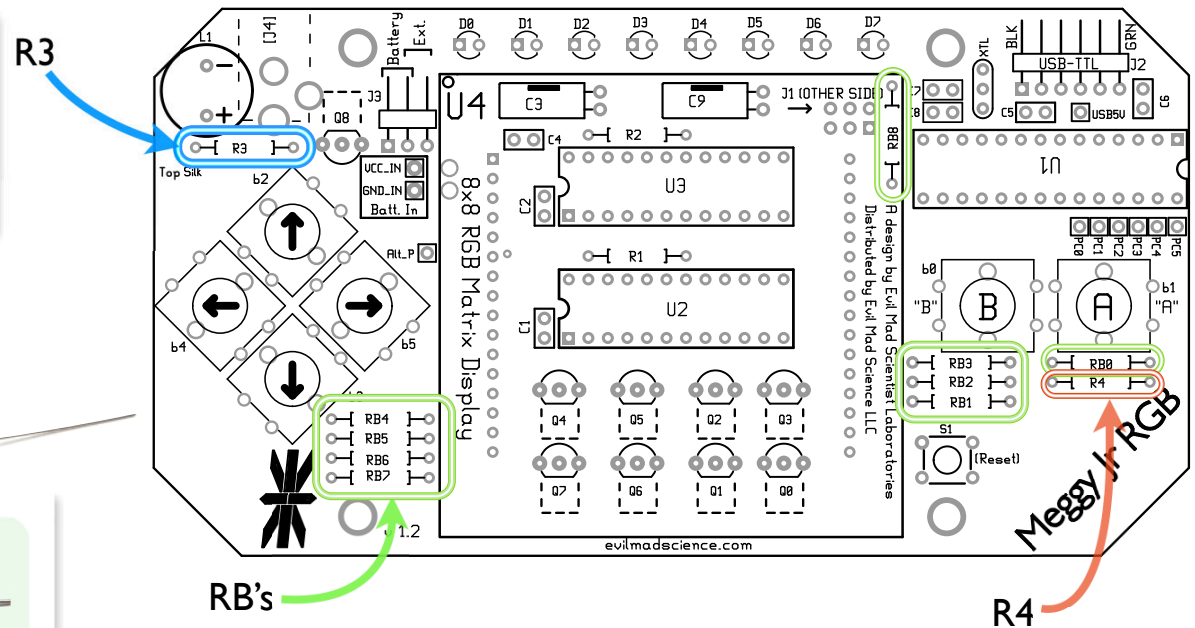 R3
L1
[J4]
Battery
Ext.
D0
D1
D2
D3
D4
D5
D6
D7
BLK
GRN
XTL
USB-TTL
J2
J3
U4
C3
C9
J1 (OTHER SIDE)
C7
C8
C5
USB5V
C6
Q8
R3
R2
C4
RB8
Top Silk
VCC_IN
GND_IN
Batt. In
U3
U1
b2
C2
8x8 RGB Matrix Display
A design by Evil Mad Scientist Laboratories
Distributed by Evil Mad Science LLC
PC0
PC1
PC2
PC3
PC4
PC5
Alt_P
R1
b0
"B"
B
A
b1
"A"
U2
C1
b4
b5
RB3
RB2
RB1
RB0
R4
RB4
RB5
RB6
RB7
Q4
Q5
Q2
Q3
Q7
Q6
Q1
Q0
S1
(Reset)
Meggy Jr RGB
1.2
evilmadscience.com
RB's
R4